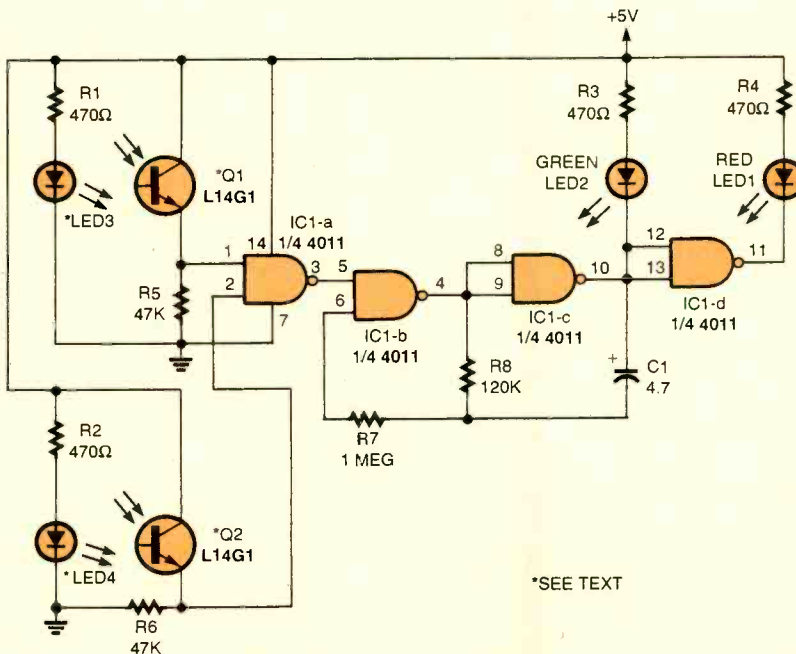 +5V
R1
470Ω
*LED3
*Q1
L14G1
R5
47K
1
2
14
7
3
IC1-a
1/4 4011
5
6
4
IC1-b
1/4 4011
R7
1 MEG
R8
120K
8
9
10
IC1-c
1/4 4011
R3
470Ω
GREEN
LED2
R4
470Ω
RED
LED1
12
13
11
IC1-d
1/4 4011
+
C1
4.7
R2
470Ω
*LED4
*Q2
L14G1
R6
47K
*SEE TEXT